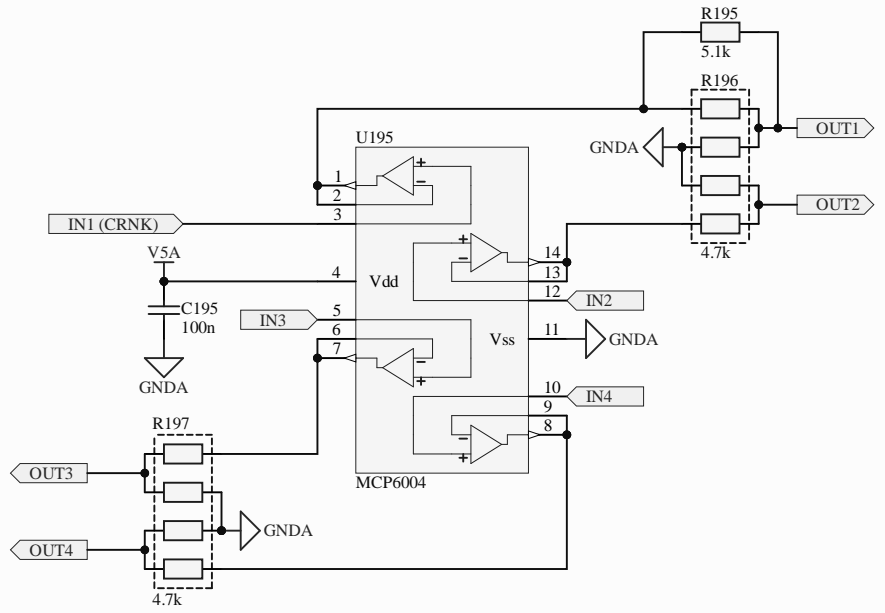 R195
5.1k
R196
OUT1
GNDA
OUT2
4.7k
U195
1
2
3
IN1 (CRNK)
14
13
12
IN2
V5A
4
Vdd
C195
100n
GNDA
IN3
5
6
7
Vss
11
GNDA
10
IN4
9
8
MCP6004
R197
OUT3
GNDA
OUT4
4.7k